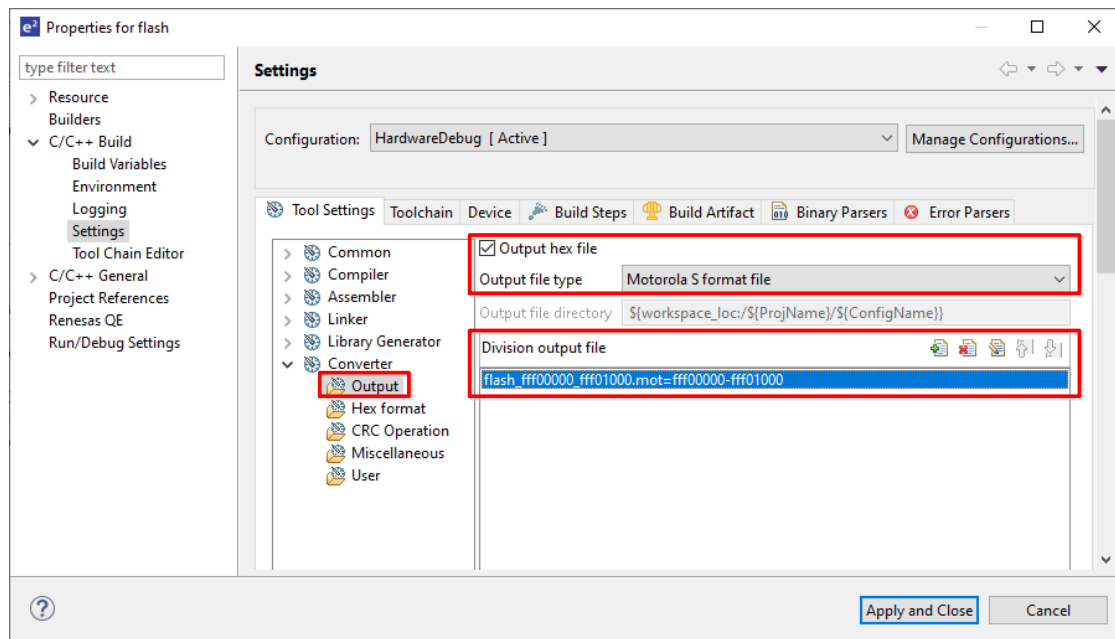 e² Properties for flash
type filter text
Resource
Builders
C/C++ Build
Build Variables
Environment
Logging
Settings
Tool Chain Editor
C/C++ General
Project References
Renesas QE
Run/Debug Settings
Settings
Configuration: HardwareDebug [ Active ] Manage Configurations...
Tool Settings Toolchain Device Build Steps Build Artifact Binary Parsers Error Parsers
Common
Compiler
Assembler
Linker
Library Generator
Converter
Output
Hex format
CRC Operation
Miscellaneous
User
Output hex file
Output file type Motorola S format file
Output file directory ${workspace_loc:/${ProjName}/${ConfigName}}
Division output file
flash_fff00000_fff01000.mot=fff00000-fff01000
? Apply and Close Cancel